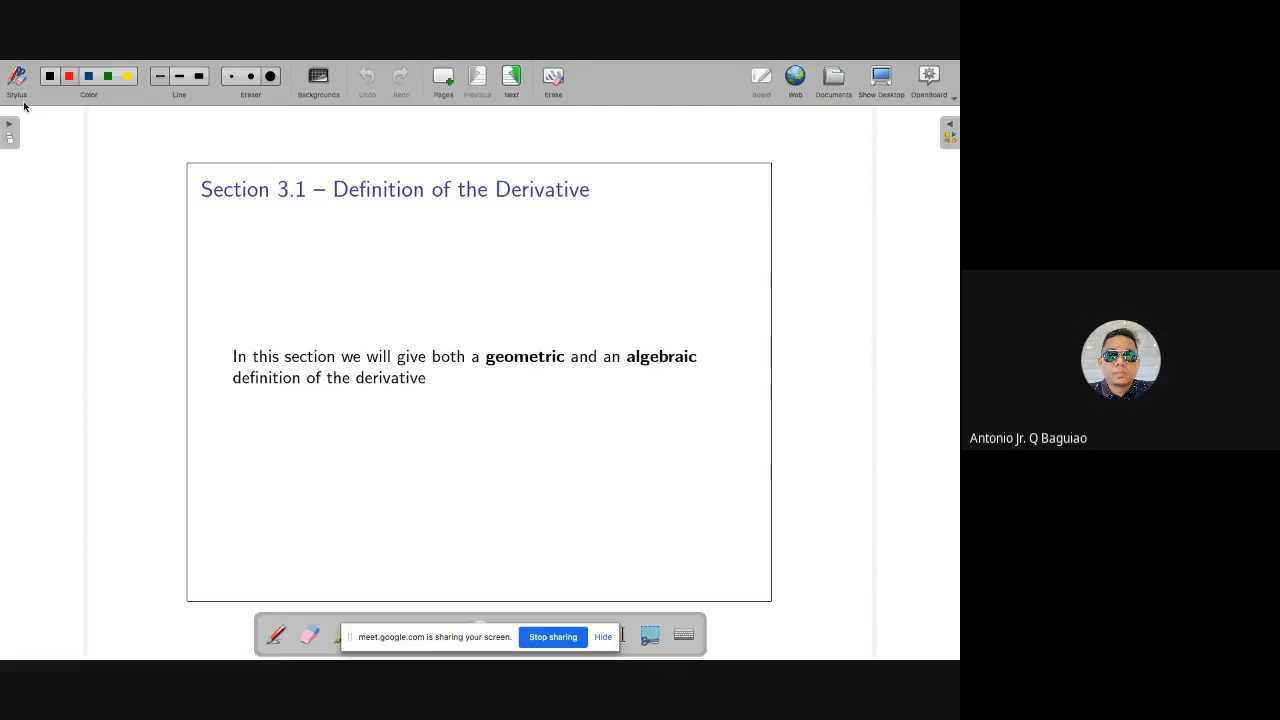 Stylus
Color
Line
Eraser
Backgrounds
Undo
Redo
Pages
Previous
Next
Erase
Board
Web
Documents
Show Desktop
OpenBoard
Section 3.1 – Definition of the Derivative
In this section we will give both a geometric and an algebraic
definition of the derivative
Antonio Jr. Q Baguiao
meet.google.com is sharing your screen.
Stop sharing
Hide